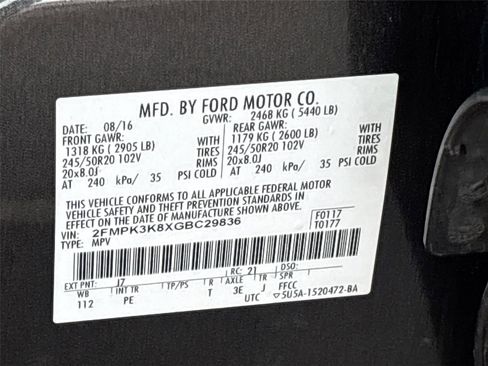 MFD. BY FORD MOTOR CO.
DATE: 08/16 GVWR: 2468 KG ( 5440 LB)
FRONT GAWR: REAR GAWR:
1318 KG ( 2905 LB) WITH 1179 KG ( 2600 LB) WITH
245/50R20 102V TIRES 245/50R20 102V TIRES
20x8.0J RIMS 20x8.0J RIMS
AT 240 kPa/ 35 PSI COLD AT 240 kPa/ 35 PSI COLD
THIS VEHICLE CONFORMS TO ALL APPLICABLE FEDERAL MOTOR
VEHICLE SAFETY AND THEFT PREVENTION STANDARDS IN
EFFECT ON THE DATE OF MANUFACTURE SHOWN ABOVE.
VIN: 2FMPK3K8XGBC29836 F0117
TYPE: MPV T0177
EXT PNT: J7 RC: 21 DSO:
WB INT TR TP/PS R AXLE TR SPR
112 PE T 3E J FFCC
UTC ▽5U5A-1520472-BA